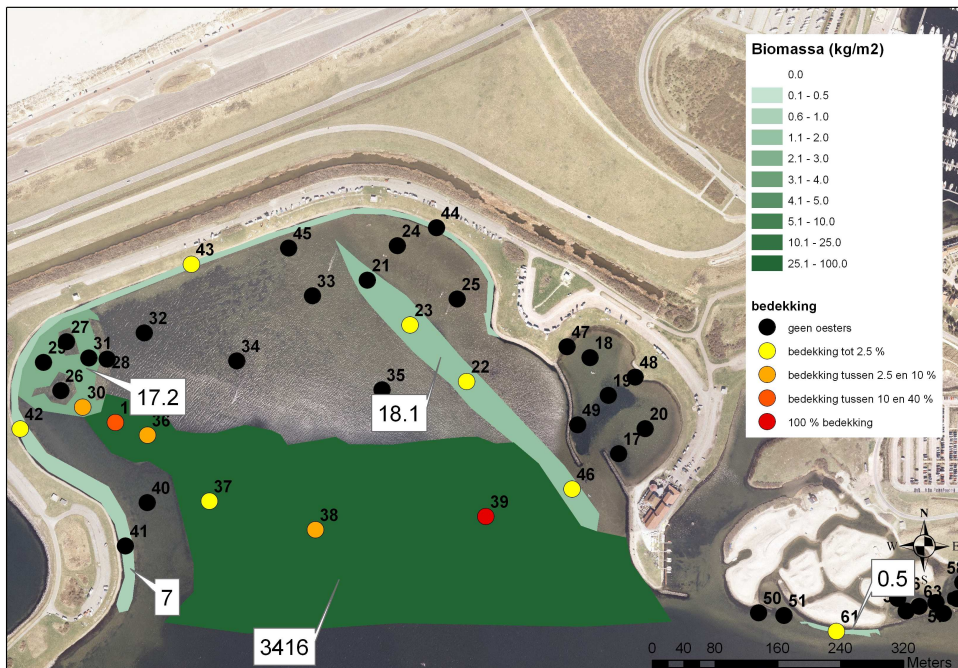 Biomassa (kg/m2)
0.0
0.1 - 0.5
0.6 - 1.0
1.1 - 2.0
2.1 - 3.0
3.1 - 4.0
4.1 - 5.0
5.1 - 10.0
10.1 - 25.0
25.1 - 100.0
bedekking
geen oesters
bedekking tot 2.5 %
bedekking tussen 2.5 en 10 %
bedekking tussen 10 en 40 %
100 % bedekking
44
24
45
43
21
33
25
23
27
32
47
31
29
28
34
18
48
22
26
35
17.2
19
30
18.1
1
42
36
49
20
17
46
37
40
39
38
41
N
W
E
S
0.5
58
63
50
51
61
7
3416
0
80
160
240
320
Meters